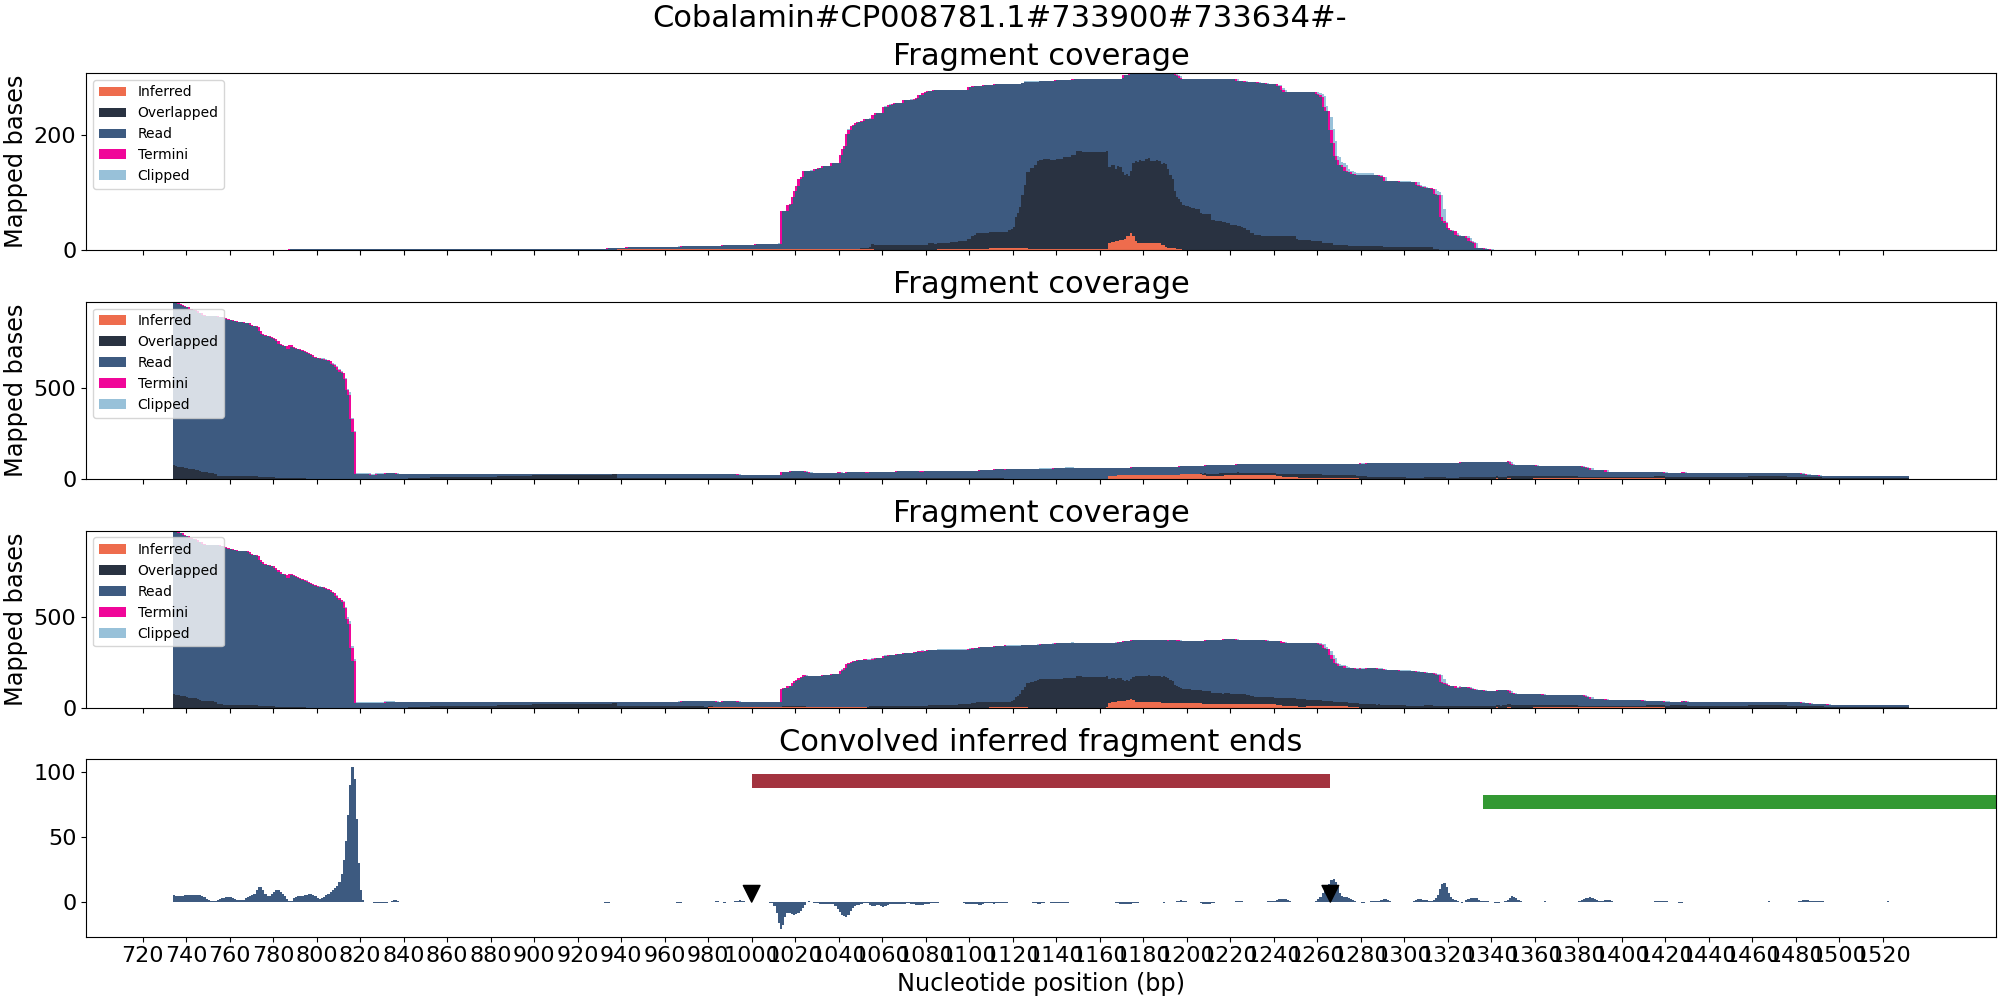 Cobalamin#CP008781.1#733900#733634#-
Fragment coverage
Mapped bases
200
0
Inferred
Overlapped
Read
Termini
Clipped
Fragment coverage
Mapped bases
500
0
Inferred
Overlapped
Read
Termini
Clipped
Fragment coverage
Mapped bases
500
0
Inferred
Overlapped
Read
Termini
Clipped
Convolved inferred fragment ends
100
50
0
720 740 760 780 800 820 840 860 880 900 920 940 960 980 1000 1020 1040 1060 1080 1100 1120 1140 1160 1180 1200 1220 1240 1260 1280 1300 1320 1340 1360 1380 1400 1420 1440 1460 1480 1500 1520
Nucleotide position (bp)